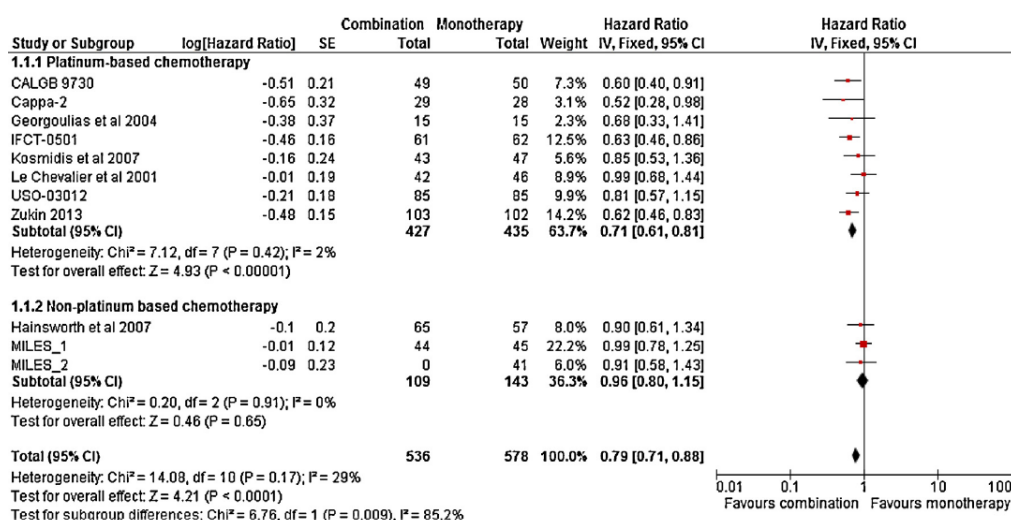 Combination Monotherapy Hazard Ratio Hazard Ratio
Study or Subgroup log[Hazard Ratio] SE Total Total Weight IV, Fixed, 95% CI IV, Fixed, 95% CI
1.1.1 Platinum-based chemotherapy
CALGB 9730 -0.51 0.21 49 50 7.3% 0.60 [0.40, 0.91]
Cappa-2 -0.65 0.32 29 28 3.1% 0.52 [0.28, 0.98]
Georgoulias et al 2004 -0.38 0.37 15 15 2.3% 0.68 [0.33, 1.41]
IFCT-0501 -0.46 0.16 61 62 12.5% 0.63 [0.46, 0.86]
Kosmidis et al 2007 -0.16 0.24 43 47 5.6% 0.85 [0.53, 1.36]
Le Chevalier et al 2001 -0.01 0.19 42 46 8.9% 0.99 [0.68, 1.44]
USO-03012 -0.21 0.18 85 85 9.9% 0.81 [0.57, 1.15]
Zukin 2013 -0.48 0.15 103 102 14.2% 0.62 [0.46, 0.83]
Subtotal (95% CI) 427 435 63.7% 0.71 [0.61, 0.81]
Heterogeneity: Chi² = 7.12, df = 7 (P = 0.42); I² = 2%
Test for overall effect: Z = 4.93 (P < 0.00001)
1.1.2 Non-platinum based chemotherapy
Hainsworth et al 2007 -0.1 0.2 65 57 8.0% 0.90 [0.61, 1.34]
MILES_1 -0.01 0.12 44 45 22.2% 0.99 [0.78, 1.25]
MILES_2 -0.09 0.23 0 41 6.0% 0.91 [0.58, 1.43]
Subtotal (95% CI) 109 143 36.3% 0.96 [0.80, 1.15]
Heterogeneity: Chi² = 0.20, df = 2 (P = 0.91); I² = 0%
Test for overall effect: Z = 0.46 (P = 0.65)
Total (95% CI) 536 578 100.0% 0.79 [0.71, 0.88]
Heterogeneity: Chi² = 14.08, df = 10 (P = 0.17); I² = 29%
Test for overall effect: Z = 4.21 (P < 0.0001)
Test for subgroup differences: Chi² = 6.76, df = 1 (P = 0.009), I² = 85.2%
0.01 0.1 1 10 100
Favours combination Favours monotherapy